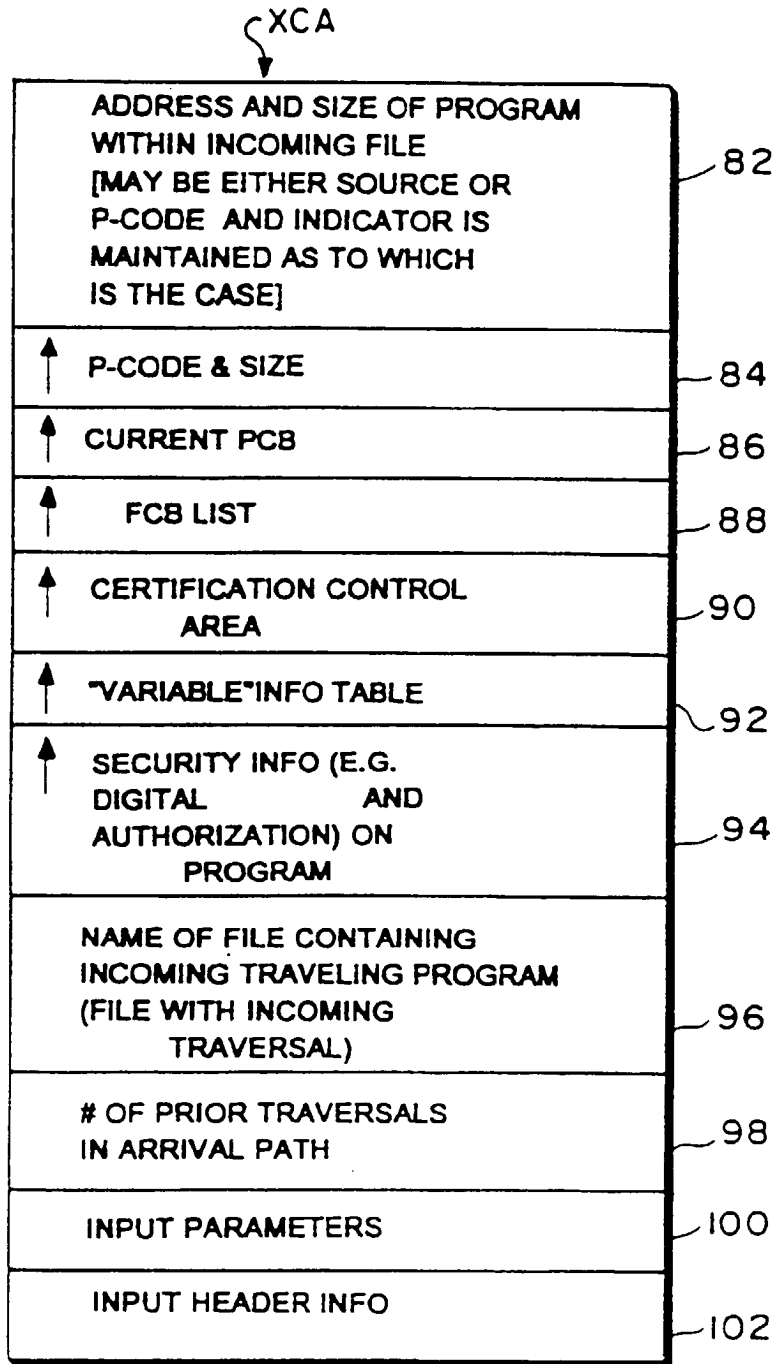 XCA
ADDRESS AND SIZE OF PROGRAM
WITHIN INCOMING FILE
[MAY BE EITHER SOURCE OR
P-CODE AND INDICATOR IS
MAINTAINED AS TO WHICH
IS THE CASE]
82
P-CODE & SIZE
84
CURRENT PCB
86
FCB LIST
88
CERTIFICATION CONTROL
AREA
90
"VARIABLE"INFO TABLE
92
SECURITY INFO (E.G.
DIGITAL AND
AUTHORIZATION) ON
PROGRAM
94
NAME OF FILE CONTAINING
INCOMING TRAVELING PROGRAM
(FILE WITH INCOMING
TRAVERSAL)
96
# OF PRIOR TRAVERSALS
IN ARRIVAL PATH
98
INPUT PARAMETERS
100
INPUT HEADER INFO
102